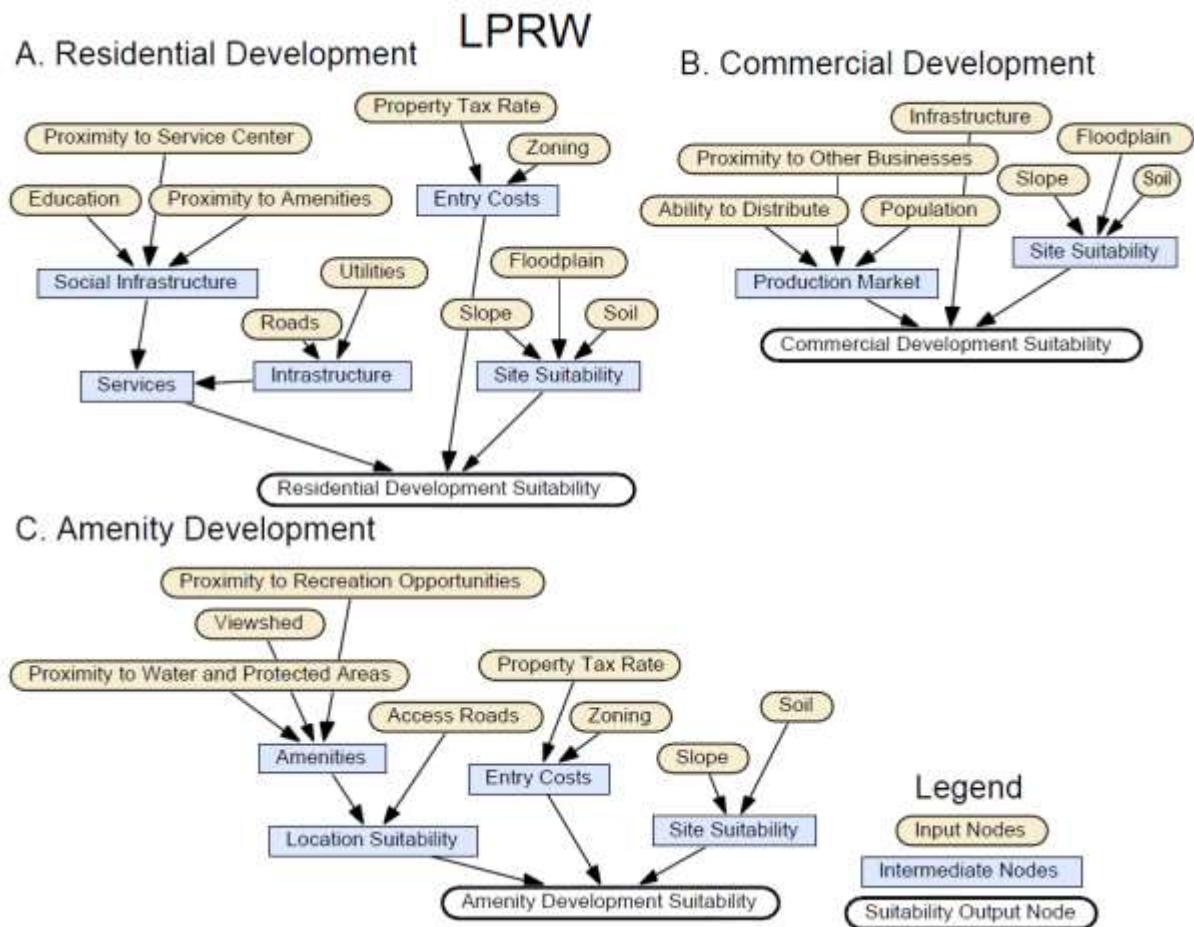 LPRW
A. Residential Development
Property Tax Rate
Proximity to Service Center
Zoning
Education
Proximity to Amenities
Entry Costs
Utilities
Floodplain
Social Infrastructure
Roads
Slope
Soil
Services
Intrastructure
Site Suitability
Residential Development Suitability
B. Commercial Development
Infrastructure
Floodplain
Proximity to Other Businesses
Slope
Soil
Ability to Distribute
Population
Site Suitability
Production Market
Commercial Development Suitability
C. Amenity Development
Proximity to Recreation Opportunities
Viewshed
Proximity to Water and Protected Areas
Property Tax Rate
Access Roads
Zoning
Soil
Amenities
Entry Costs
Slope
Location Suitability
Site Suitability
Amenity Development Suitability
Legend
Input Nodes
Intermediate Nodes
Suitability Output Node